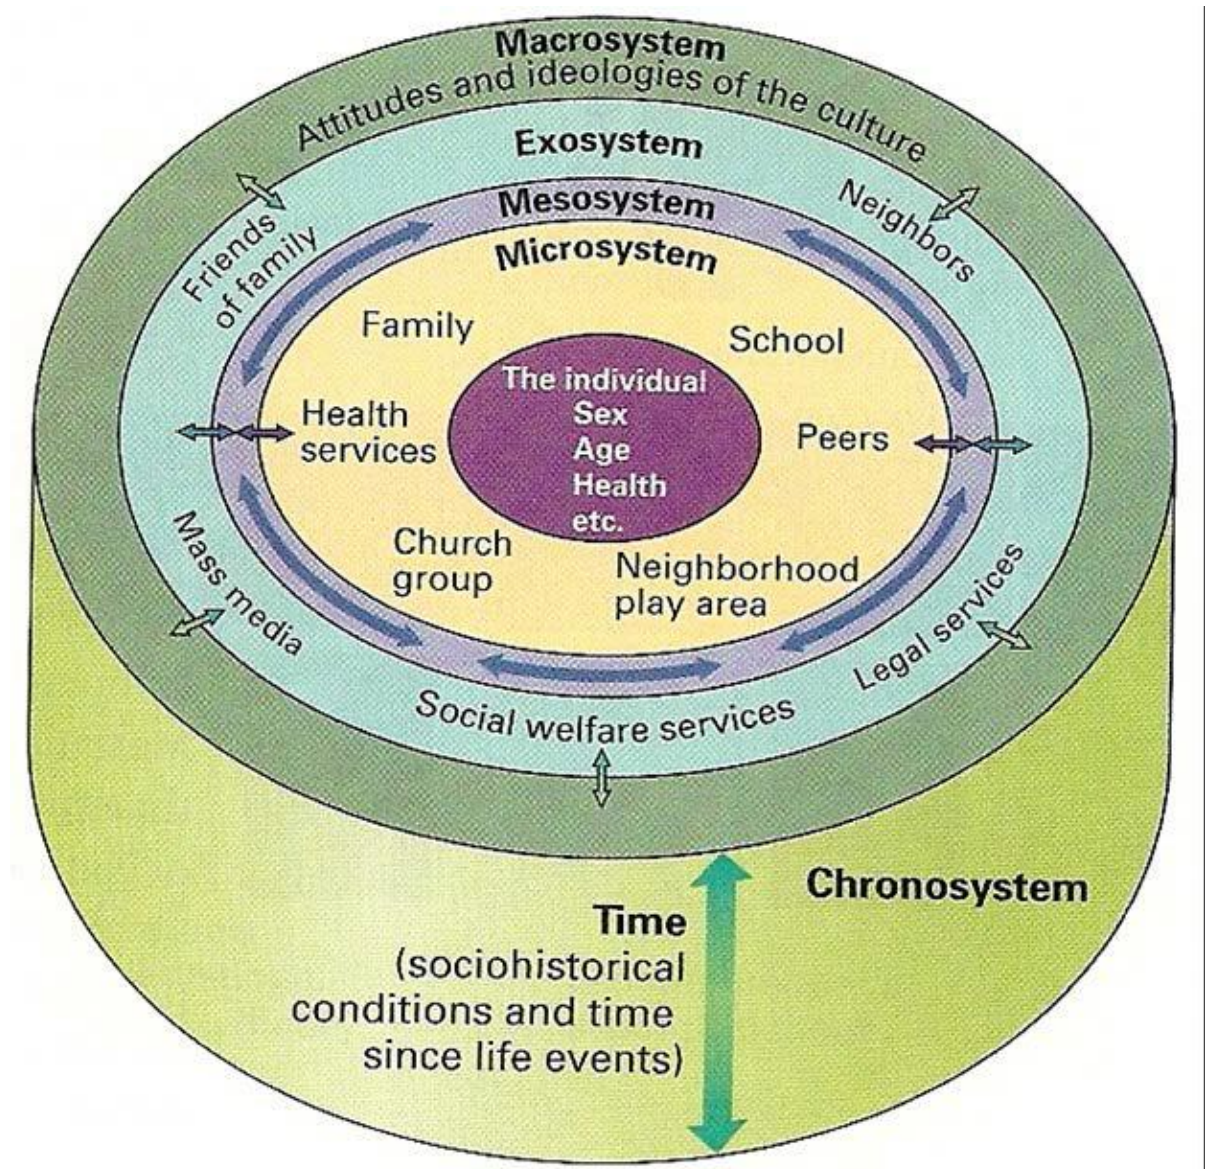 Macrosystem
Attitudes and ideologies of the culture
Exosystem
Mesosystem
Microsystem
Friends
of family
Neighbors
Family
School
The individual
Sex
Age
Health
etc.
Health
services
Peers
Church
group
Neighborhood
play area
Mass media
Legal services
Social welfare services
Chronosystem
Time
(sociohistorical
conditions and time
since life events)